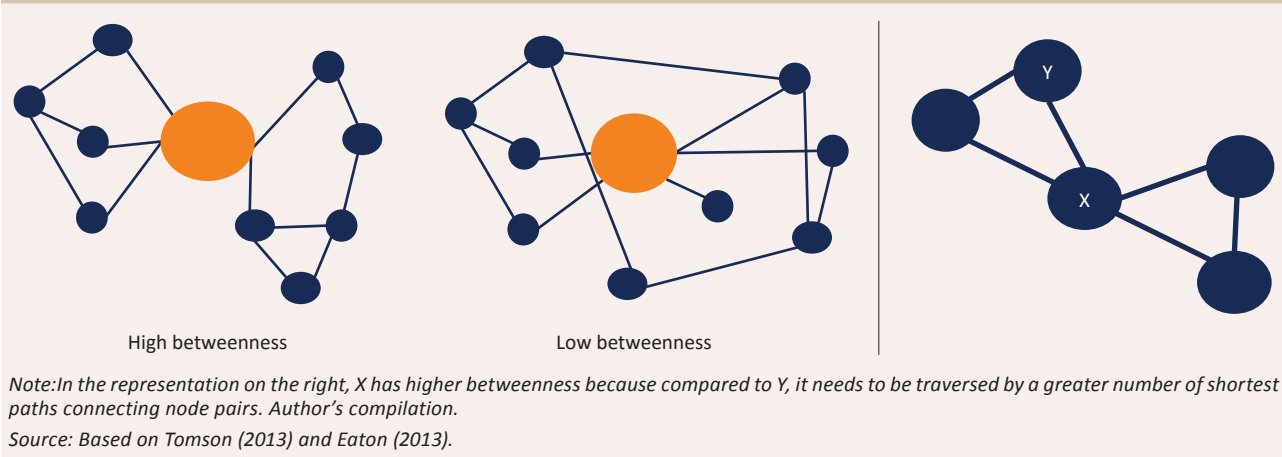 Y
X
High betweenness
Low betweenness
Note:In the representation on the right, X has higher betweenness because compared to Y, it needs to be traversed by a greater number of shortest
paths connecting node pairs. Author’s compilation.
Source: Based on Tomson (2013) and Eaton (2013).